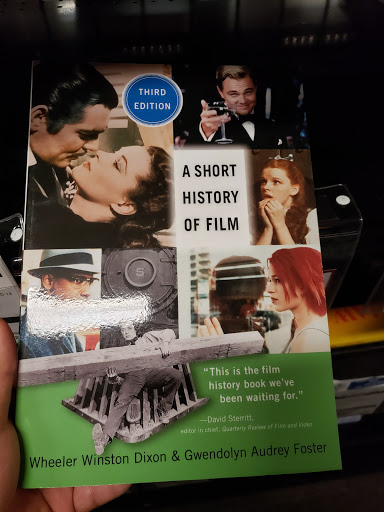 THIRD
EDITION
A SHORT
HISTORY
OF FILM
S
"This is the film
history book we've
been waiting for."
—David Sterritt,
editor in chief, Quarterly Review of Film and Video
Wheeler Winston Dixon & Gwendolyn Audrey Foster